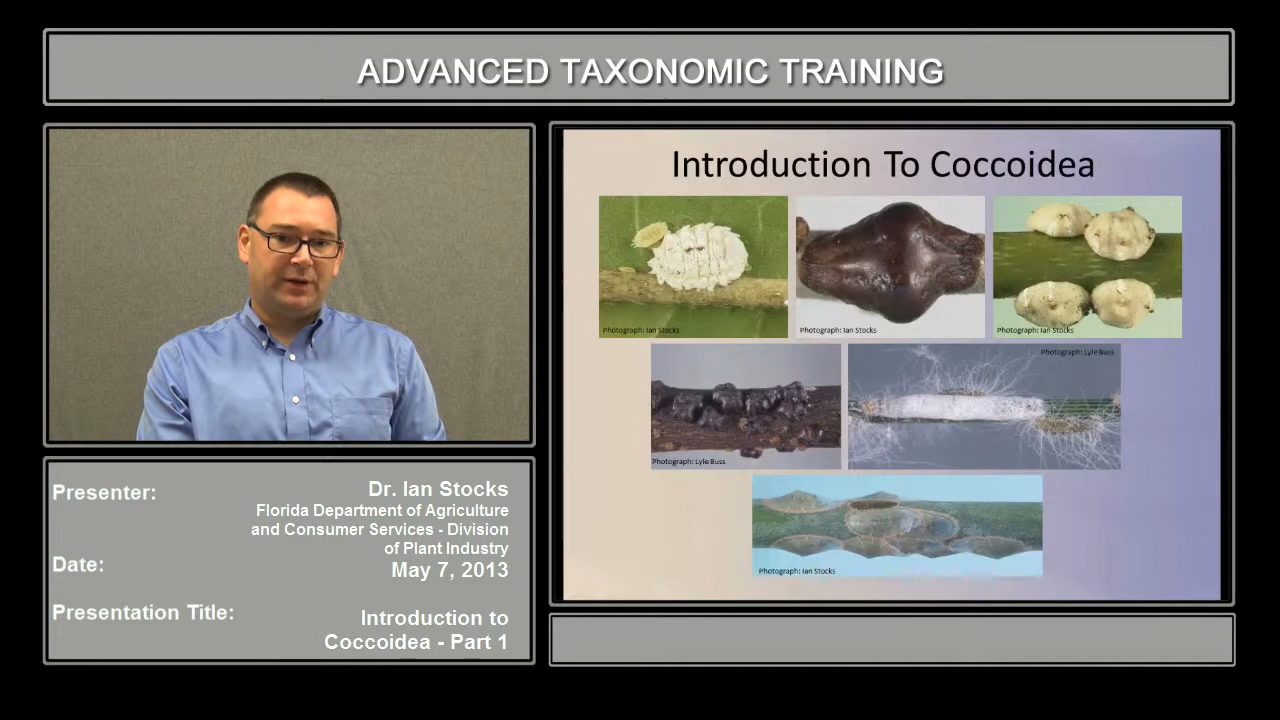 ADVANCED TAXONOMIC TRAINING
Introduction To Coccoidea
Photograph: Ian Stocks
Photograph: Ian Stocks
Photograph: Ian Stocks
Photograph: Lyle Buss
Photograph: Lyle Buss
Photograph: Ian Stocks
Presenter:
Dr. Ian Stocks
Florida Department of Agriculture
and Consumer Services - Division
of Plant Industry
Date:
May 7, 2013
Presentation Title:
Introduction to
Coccoidea - Part 1